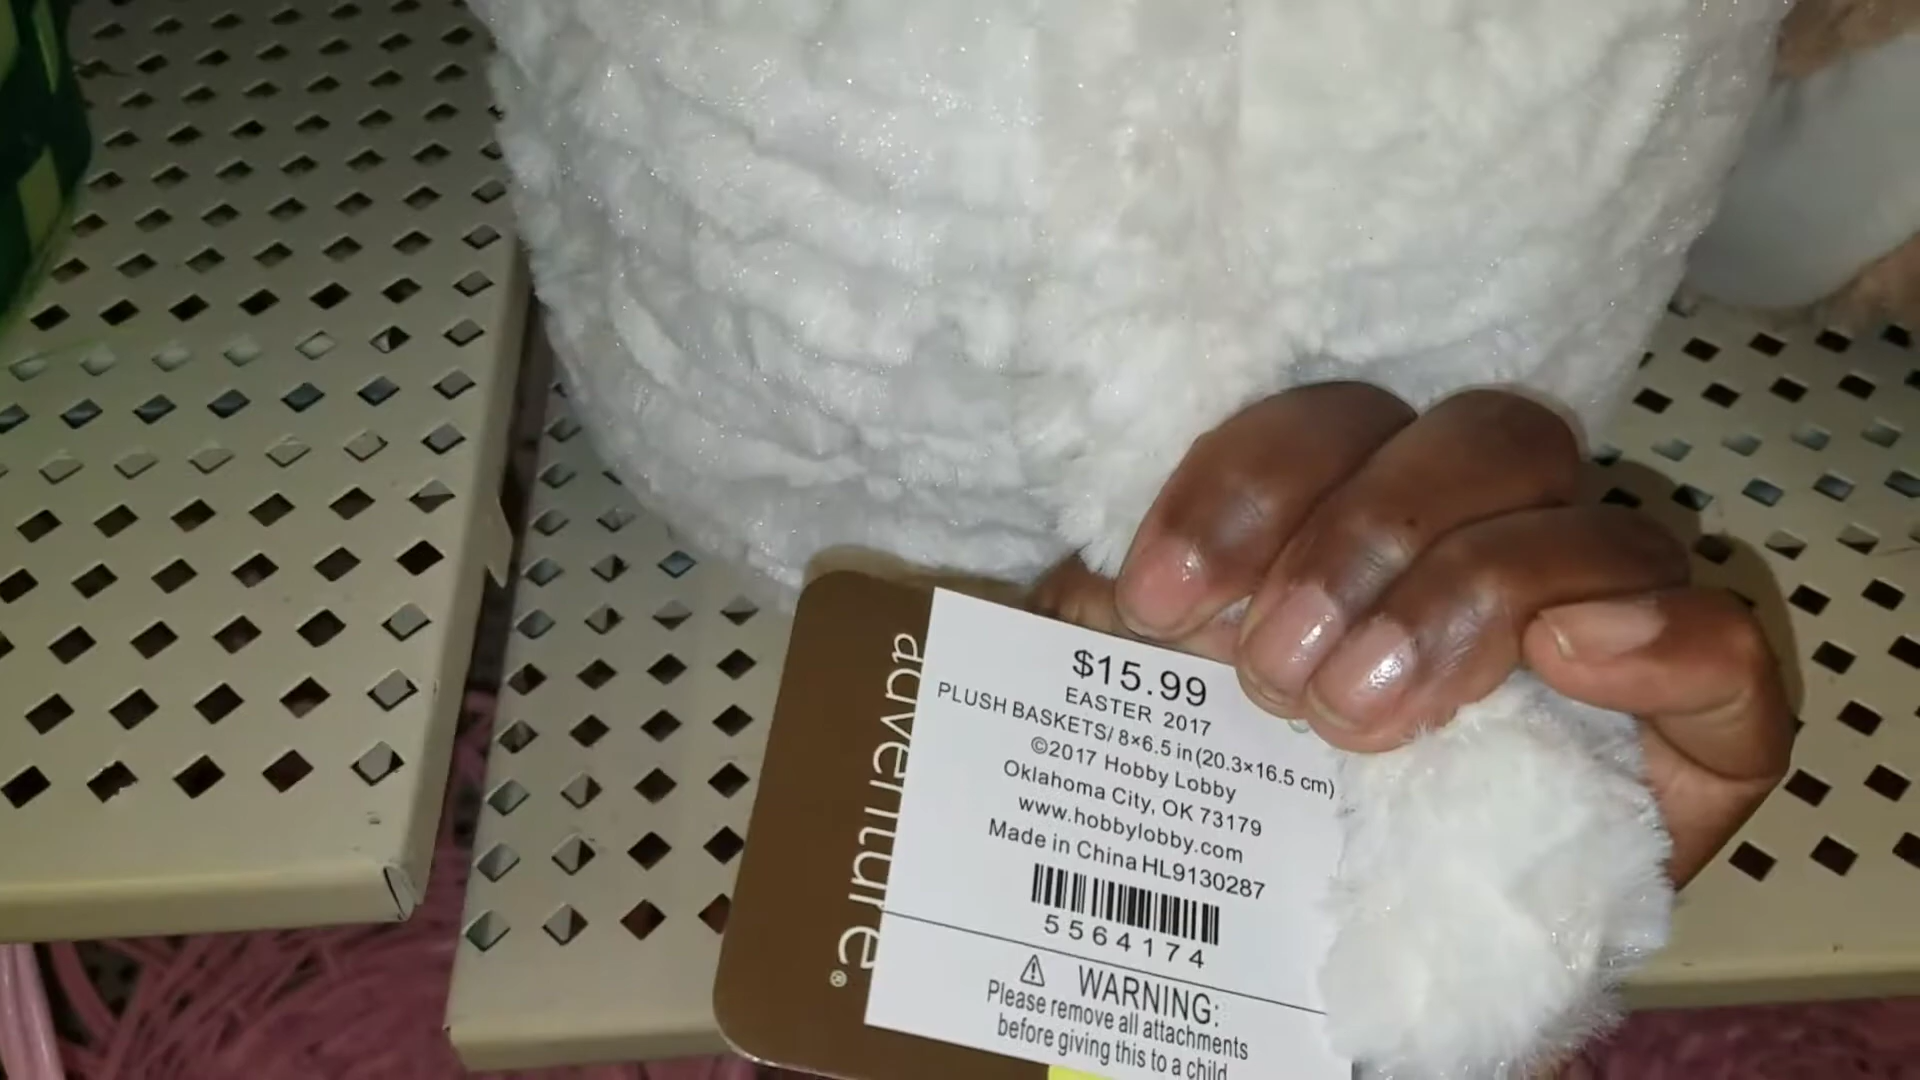 adventure®
$15.99
EASTER 2017
PLUSH BASKETS/ 8×6.5 in (20.3×16.5 cm)
©2017 Hobby Lobby
Oklahoma City, OK 73179
www.hobbylobby.com
Made in China HL9130287
5564174
⚠ WARNING:
Please remove all attachments
before giving this to a child